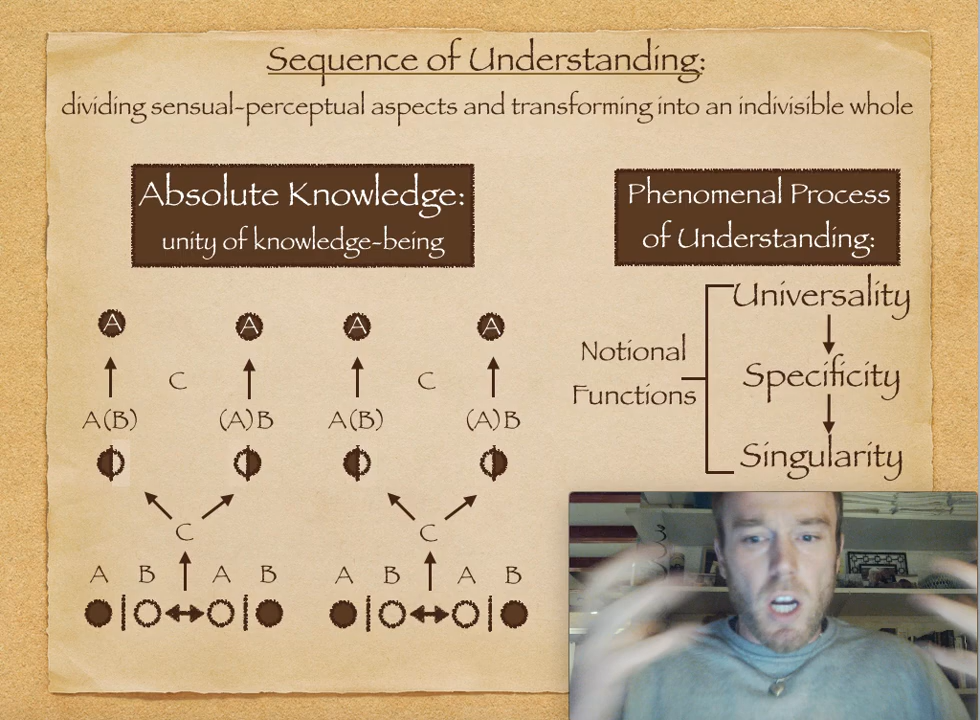 Sequence of Understanding:
dividing sensual-perceptual aspects and transforming into an indivisible whole
Absolute Knowledge:
unity of knowledge-being
Phenomenal Process
of Understanding:
A A A A
C C
A(B) (A)B A(B) (A)B
C C
A B A B A B A B
Notional
Functions
Universality
Specificity
Singularity